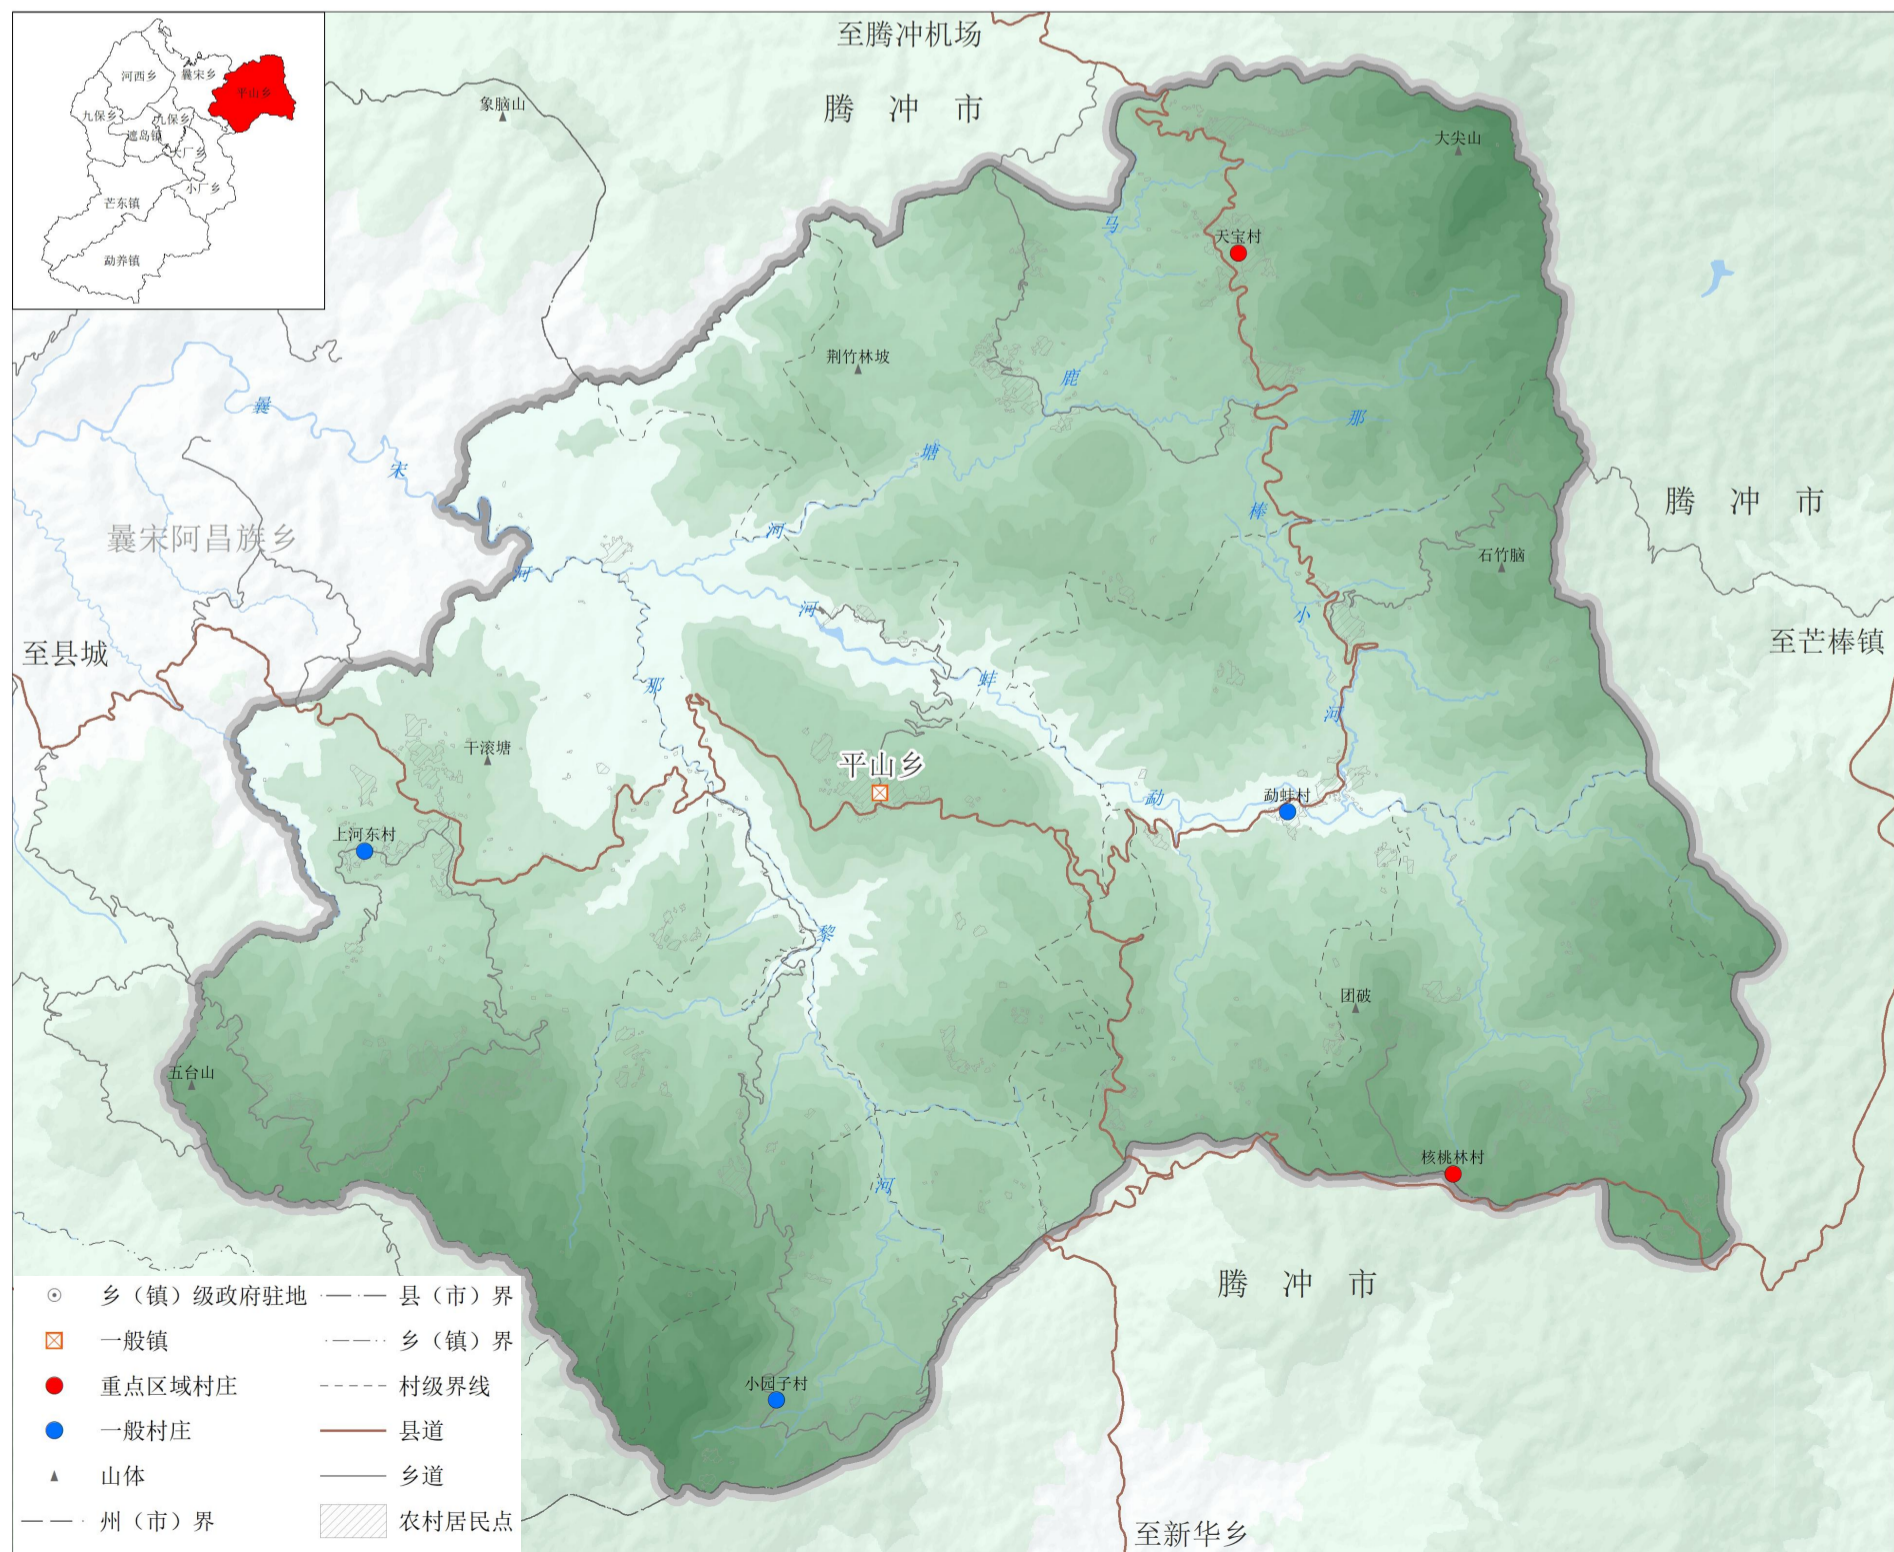 至腾冲机场
腾冲市
象脑山
大尖山
河西乡
曩宋乡
平山乡
九保乡
九保乡
遮岛镇
大厂乡
小厂乡
芒东镇
勐养镇
天宝村
马
鹿
塘
河
荆竹林坡
那
棒
小
河
曩
宋
河
曩宋阿昌族乡
腾冲市
石竹脑
至县城
至芒棒镇
河
蚌
勐
那
黎
河
干滚塘
平山乡
勐蚌村
上河东村
团破
五台山
核桃林村
腾冲市
小园子村
至新华乡
乡（镇）级政府驻地
一般镇
重点区域村庄
一般村庄
山体
州（市）界
县（市）界
乡（镇）界
村级界线
县道
乡道
农村居民点